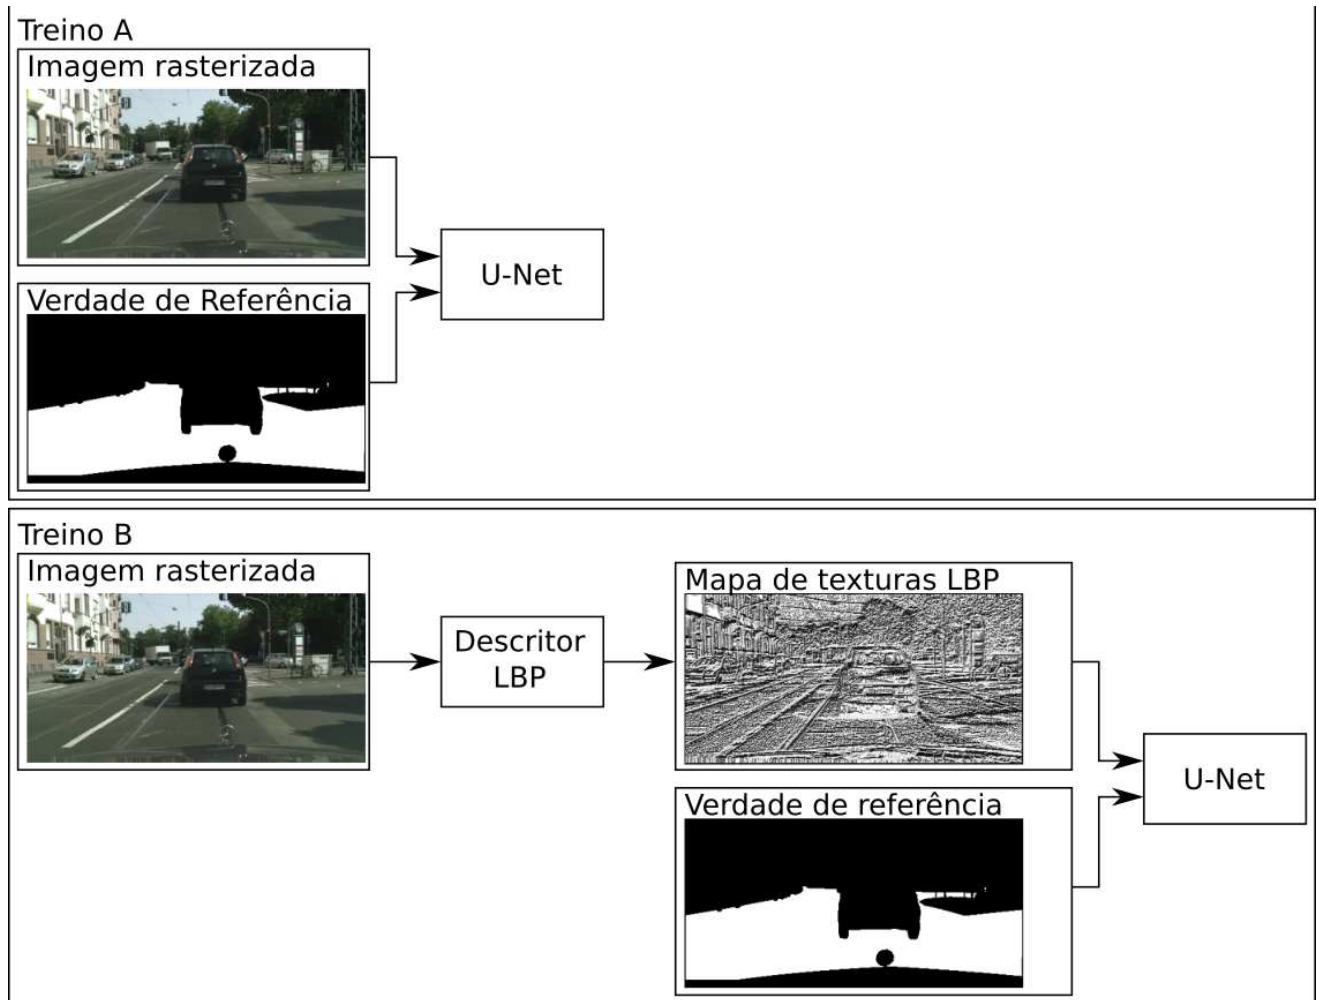 Treino A
Imagem rasterizada
U-Net
Verdade de Referência
Treino B
Imagem rasterizada
Descritor
LBP
Mapa de texturas LBP
U-Net
Verdade de referência